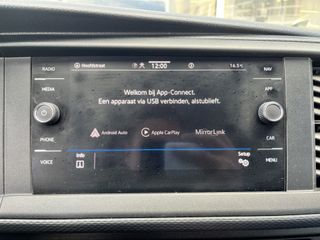 RADIO
MEDIA
PHONE
VOICE
Hoofdstraat
12:00
14.5°C
NAV
APP
CAR
MENU
Welkom bij App-Connect.
Een apparaat via USB verbinden, alstublieft.
Android Auto
Apple CarPlay
MirrorLink
Info
Setup